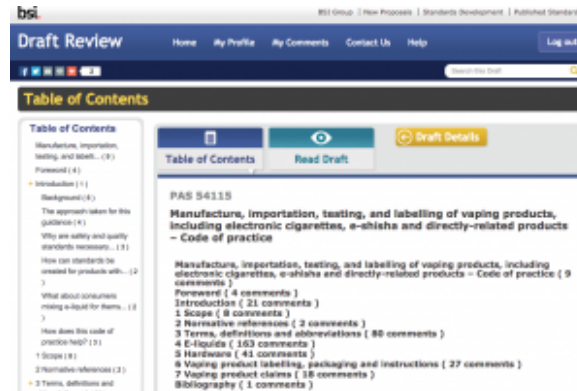 bsi.
BSI Group | New Proposals | Standards Development | Published Standar
Draft Review
Home My Profile My Comments Contact Us Help
Log out
2
Search this Draft
Table of Contents
Table of Contents
Manufacture, importation,
testing, and labelli... ( 9 )
Foreword ( 4 )
Introduction ( 1 )
Background ( 6 )
The approach taken for this
guidance ( 4 )
Why are safety and quality
standards necessary... ( 3 )
How can standards be
created for products with... ( 2
)
What about consumers
mixing e-liquid for thems... ( 2
)
How does this code of
practice help? ( 3 )
1 Scope ( 8 )
2 Normative references ( 2 )
3 Terms, definitions and
Table of Contents
Read Draft
Draft Details
PAS 54115
Manufacture, importation, testing, and labelling of vaping products,
including electronic cigarettes, e-shisha and directly-related products
– Code of practice
Manufacture, importation, testing, and labelling of vaping products, including
electronic cigarettes, e-shisha and directly-related products – Code of practice ( 9
comments )
Foreword ( 4 comments )
Introduction ( 21 comments )
1 Scope ( 8 comments )
2 Normative references ( 2 comments )
3 Terms, definitions and abbreviations ( 80 comments )
4 E-liquids ( 163 comments )
5 Hardware ( 41 comments )
6 Vaping product labelling, packaging and instructions ( 27 comments )
7 Vaping product claims ( 18 comments )
Bibliography ( 1 comments )